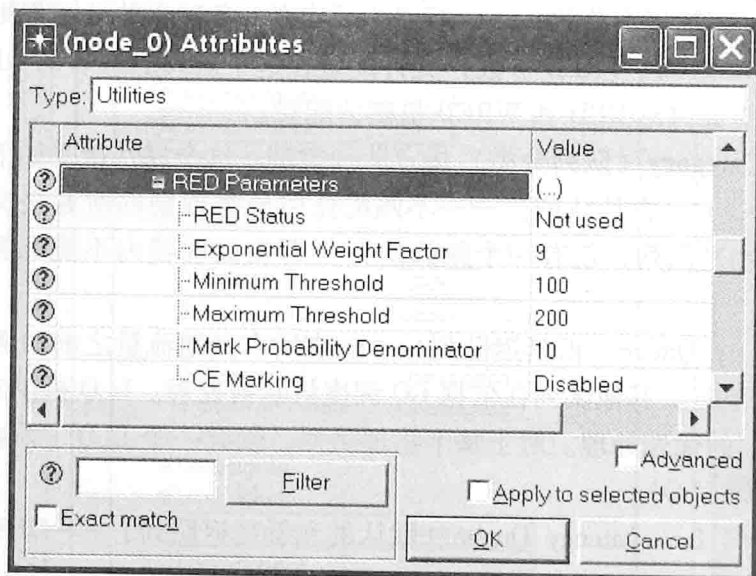 (node_0) Attributes
Type: Utilities
Attribute Value
RED Parameters (...)
RED Status Not used
Exponential Weight Factor 9
Minimum Threshold 100
Maximum Threshold 200
Mark Probability Denominator 10
CE Marking Disabled
Advanced
Filter
Apply to selected objects
Exact match
OK Cancel